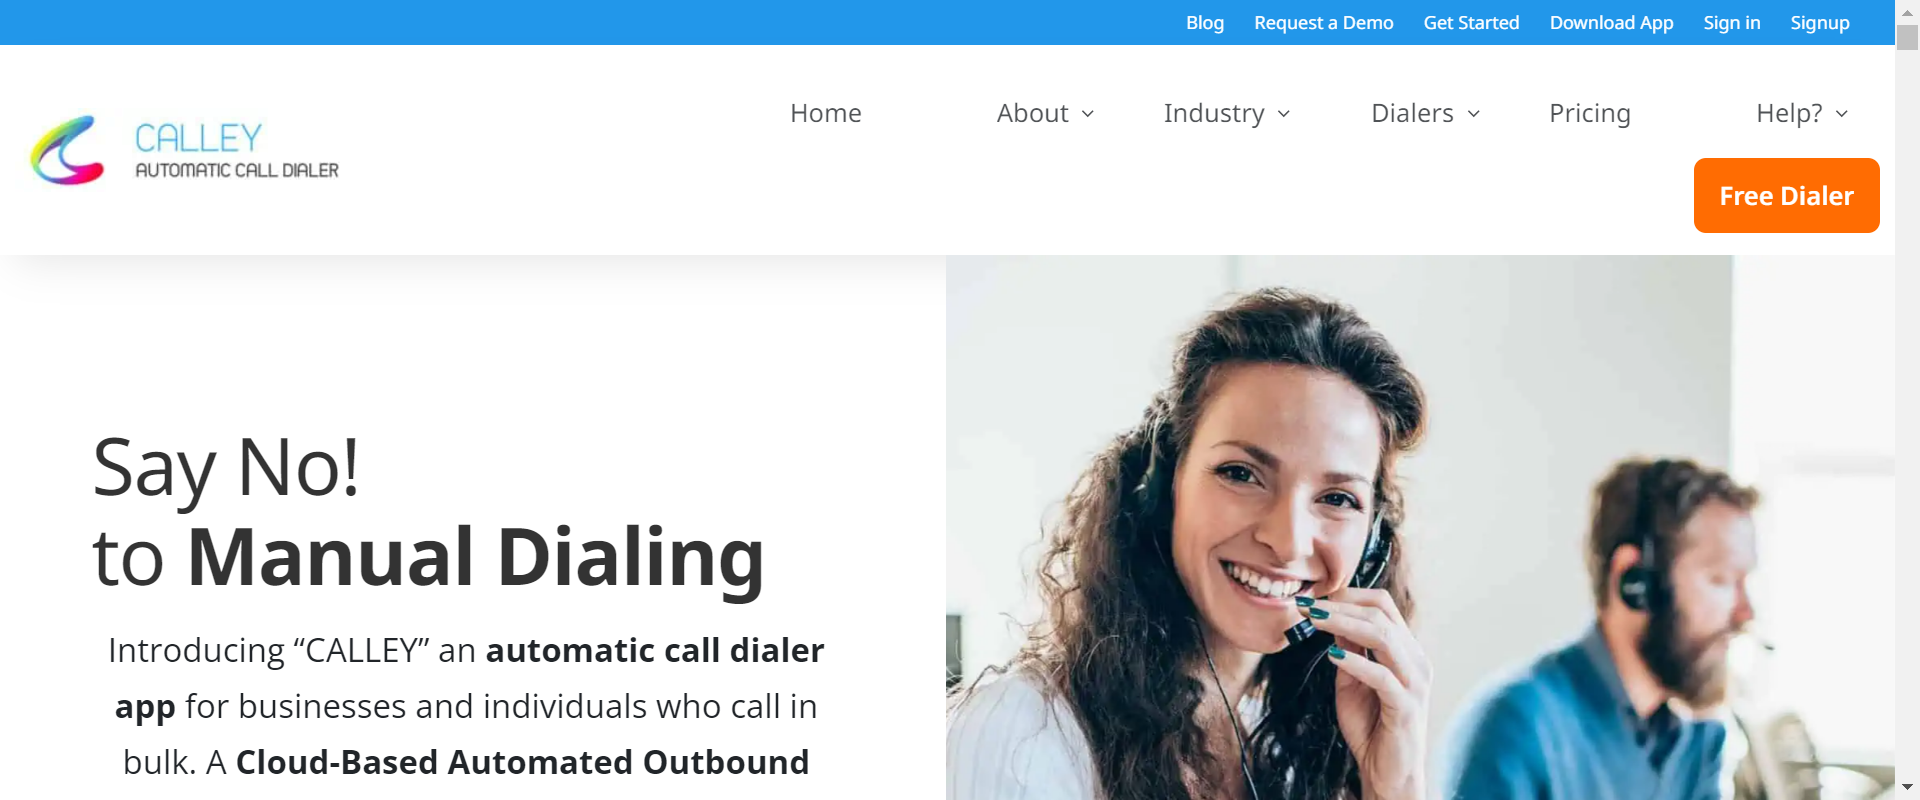 Blog Request a Demo Get Started Download App Sign in Signup
Home About Industry Dialers Pricing Help?
CALLEY
AUTOMATIC CALL DIALER
Free Dialer
Say No!
to Manual Dialing
Introducing “CALLEY” an automatic call dialer
app for businesses and individuals who call in
bulk. A Cloud-Based Automated Outbound